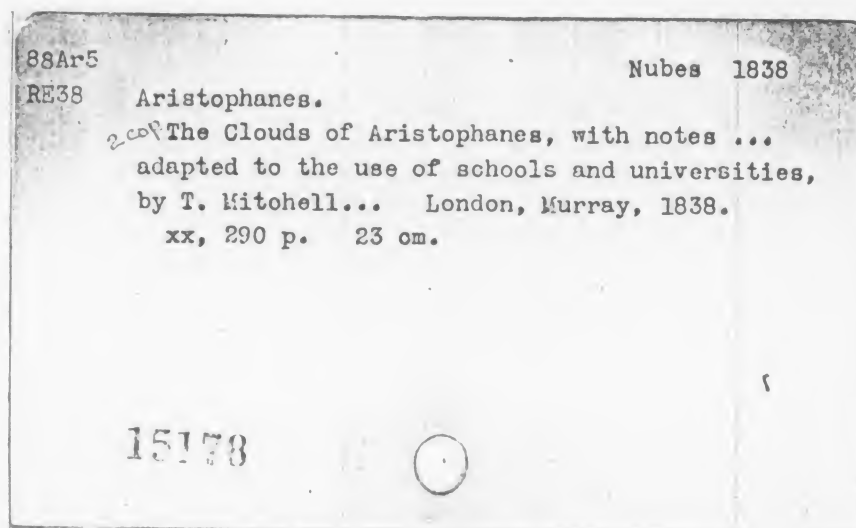 88Ar5 Nubes 1838
RE38 Aristophanes.
2 cop The Clouds of Aristophanes, with notes ...
adapted to the use of schools and universities,
by T. Mitchell... London, Murray, 1838.
xx, 290 p. 23 cm.
15178